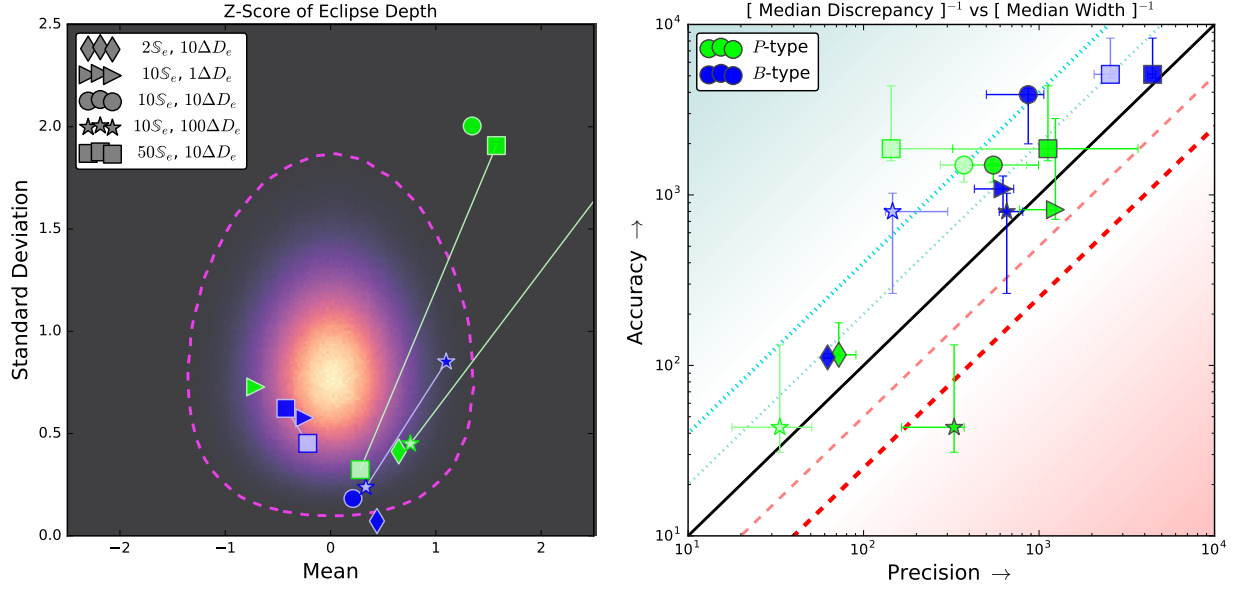 Z-Score of Eclipse Depth
2.5
2.0
1.5
1.0
0.5
0.0
Standard Deviation
2𝕊ₑ, 10ΔDₑ
10𝕊ₑ, 1ΔDₑ
10𝕊ₑ, 10ΔDₑ
10𝕊ₑ, 100ΔDₑ
50𝕊ₑ, 10ΔDₑ
−2 −1 0 1 2
Mean
[ Median Discrepancy ]⁻¹ vs [ Median Width ]⁻¹
10⁴
10³
10²
10¹
Accuracy →
P-type
B-type
10¹ 10² 10³ 10⁴
Precision →